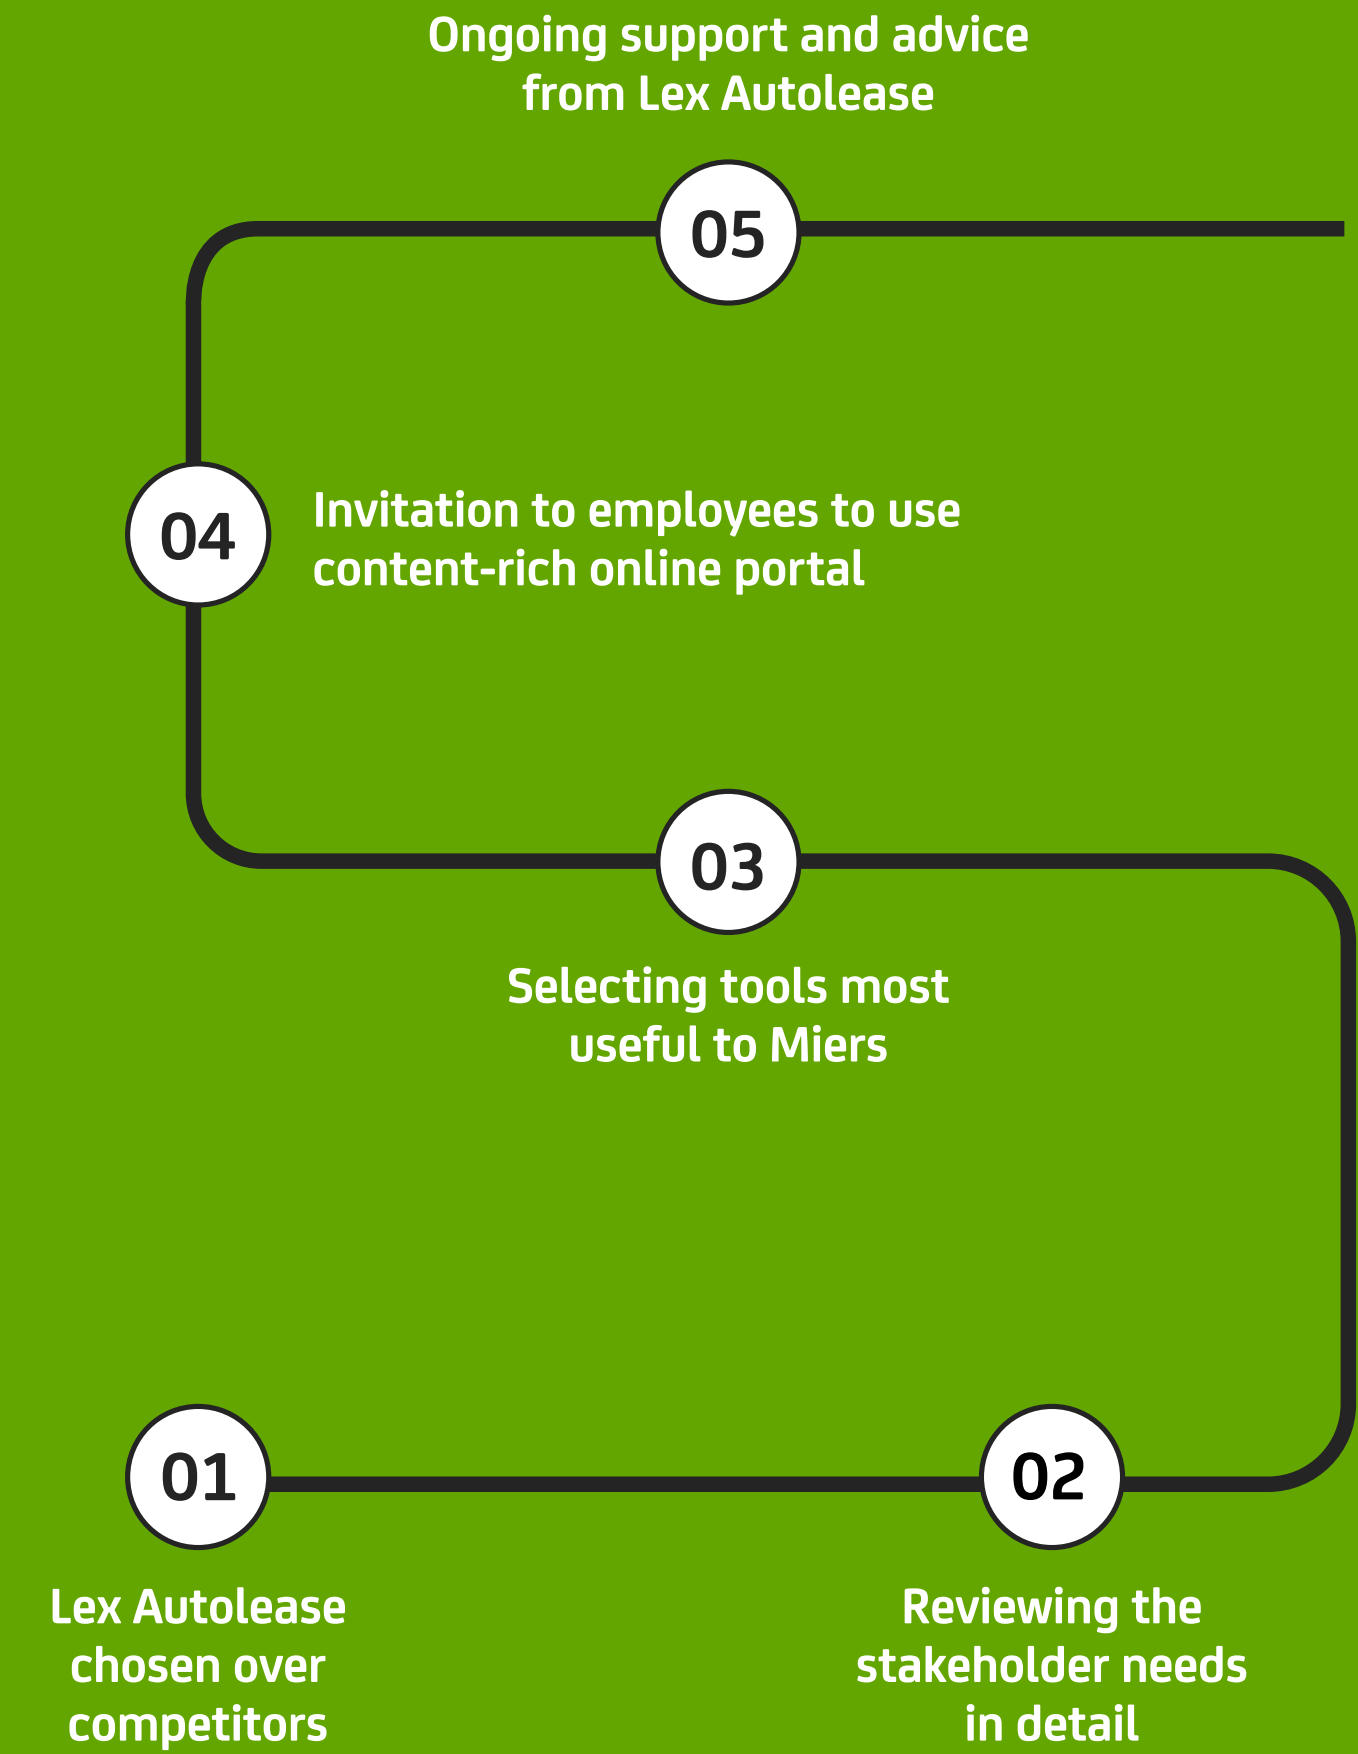 Ongoing support and advice
from Lex Autolease
05
04
Invitation to employees to use
content-rich online portal
03
Selecting tools most
useful to Miers
01
Lex Autolease
chosen over
competitors
02
Reviewing the
stakeholder needs
in detail